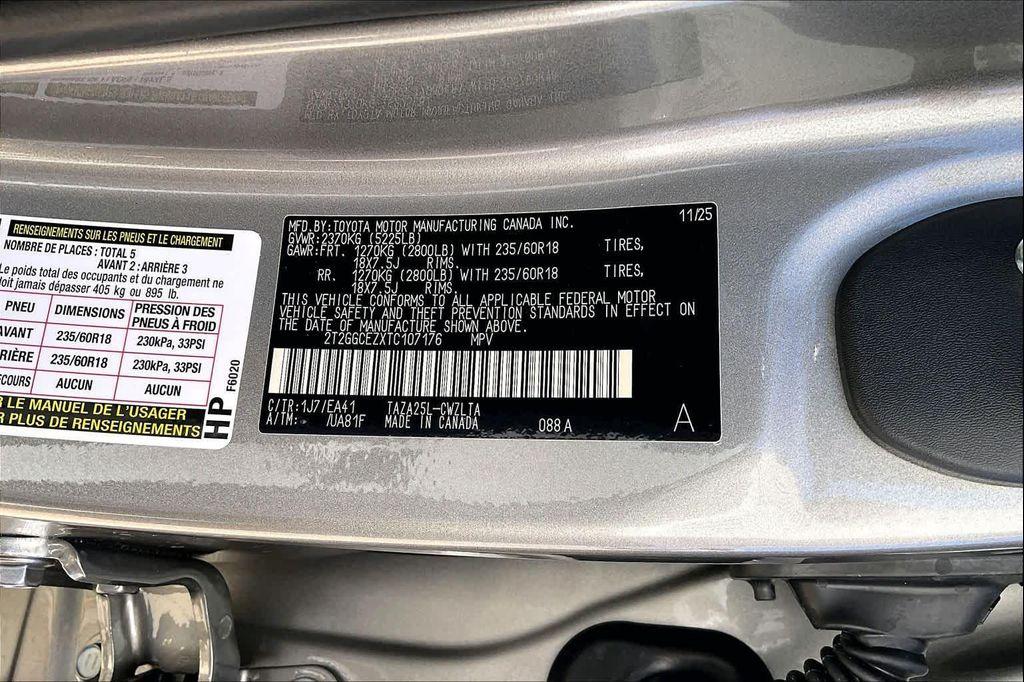 RENSEIGNEMENTS SUR LES PNEUS ET LE CHARGEMENT
NOMBRE DE PLACES: TOTAL 5
AVANT 2: ARRIÈRE 3
Le poids total des occupants et du chargement ne
doit jamais dépasser 405 kg ou 895 lb.
PNEU DIMENSIONS PRESSION DES PNEUS À FROID
AVANT 235/60R18 230kPa, 33PSI
235/60R18 230kPa, 33PSI
AUCUN AUCUN
LE MANUEL DE L'USAGER
PLUS DE RENSEIGNEMENTS
HP
F6020
MFD.BY:TOYOTA MOTOR MANUFACTURING CANADA INC. 11/25
GVWR:2370KG (5225LB)
GAWR:FRT. 1270KG (2800LB) WITH 235/60R18 TIRES,
18X7.5J RIMS.
RR. 1270KG (2800LB) WITH 235/60R18 TIRES,
18X7.5J RIMS.
THIS VEHICLE CONFORMS TO ALL APPLICABLE FEDERAL MOTOR
VEHICLE SAFETY AND THEFT PREVENTION STANDARDS IN EFFECT ON
THE DATE OF MANUFACTURE SHOWN ABOVE.
2T2GGCEZXTC107176 MPV
C/TR:1J7/EA41 TAZA25L-CWZLTA
A/TM: /UA81F MADE IN CANADA 088A A